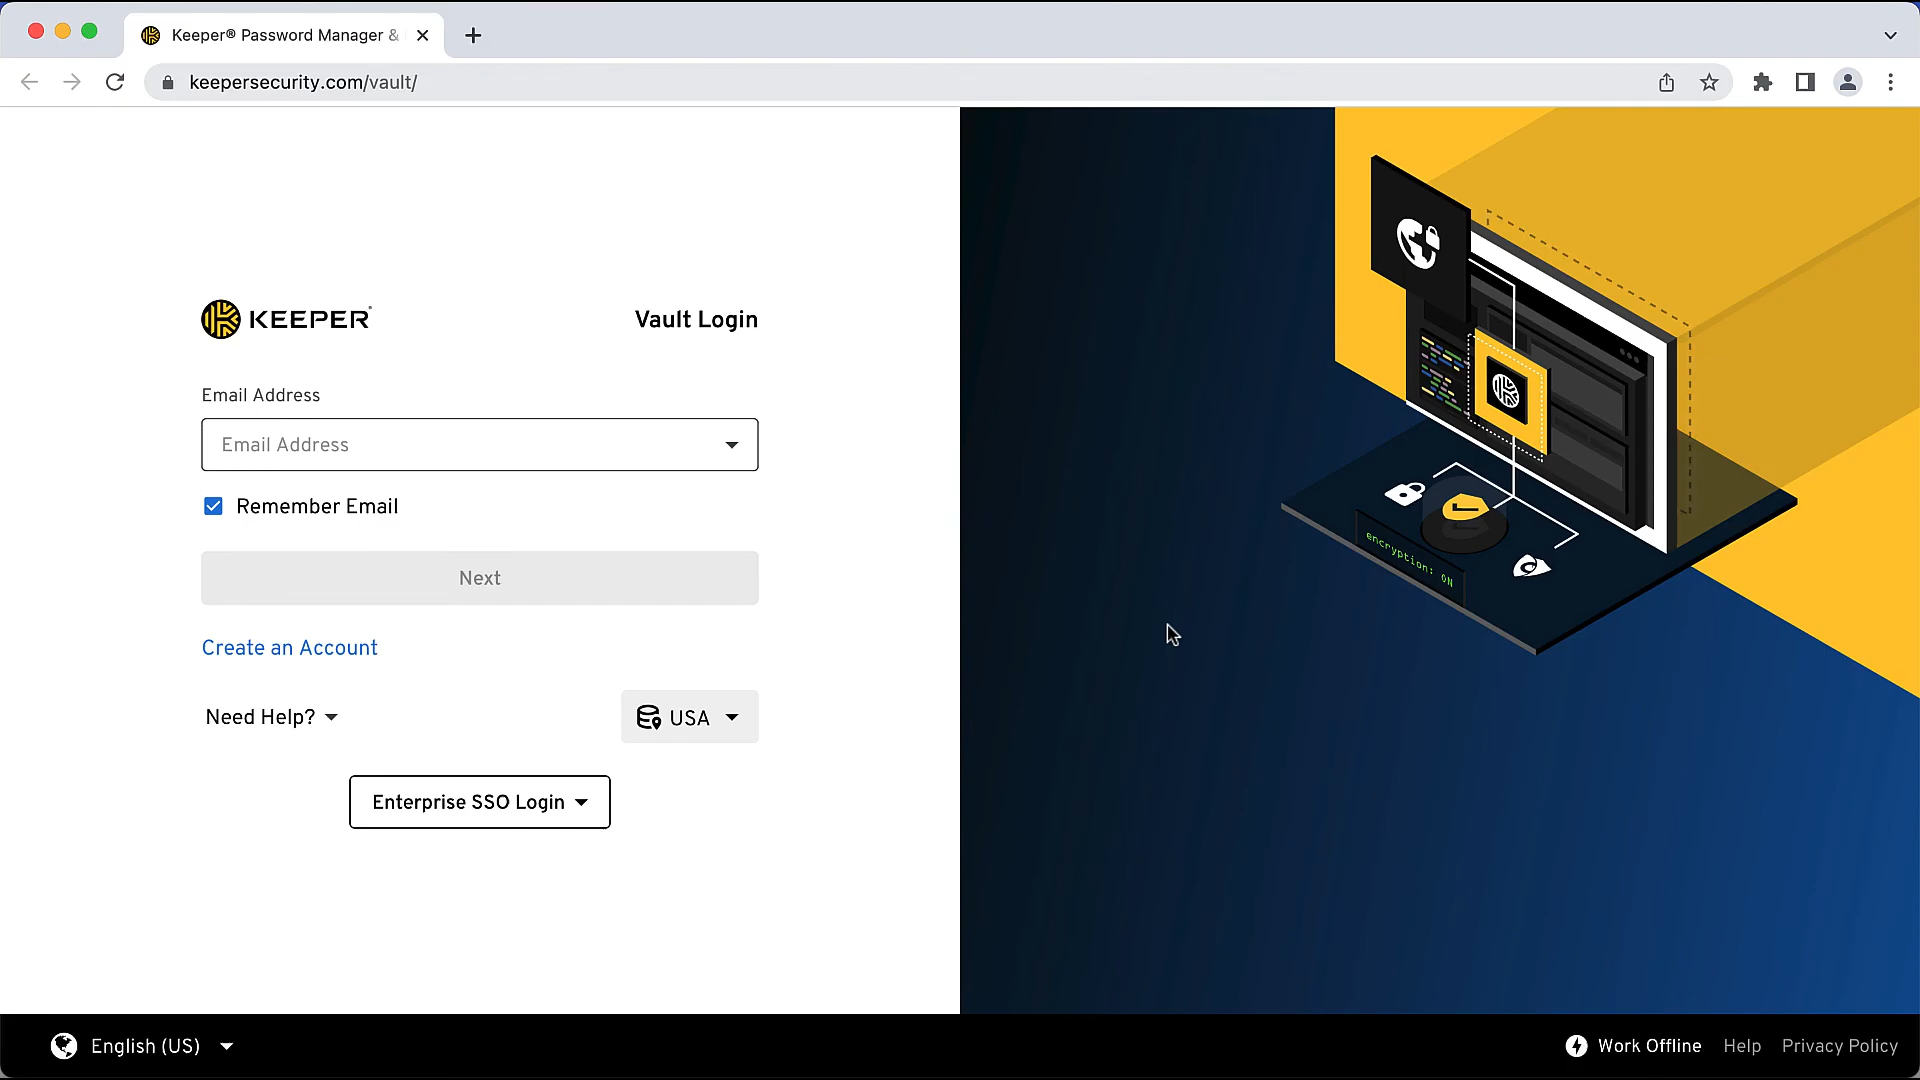 Keeper® Password Manager &
keepersecurity.com/vault/
KEEPER
Vault Login
Email Address
Email Address
Remember Email
Next
Create an Account
Need Help?
USA
Enterprise SSO Login
encryption: ON
English (US)
Work Offline
Help
Privacy Policy